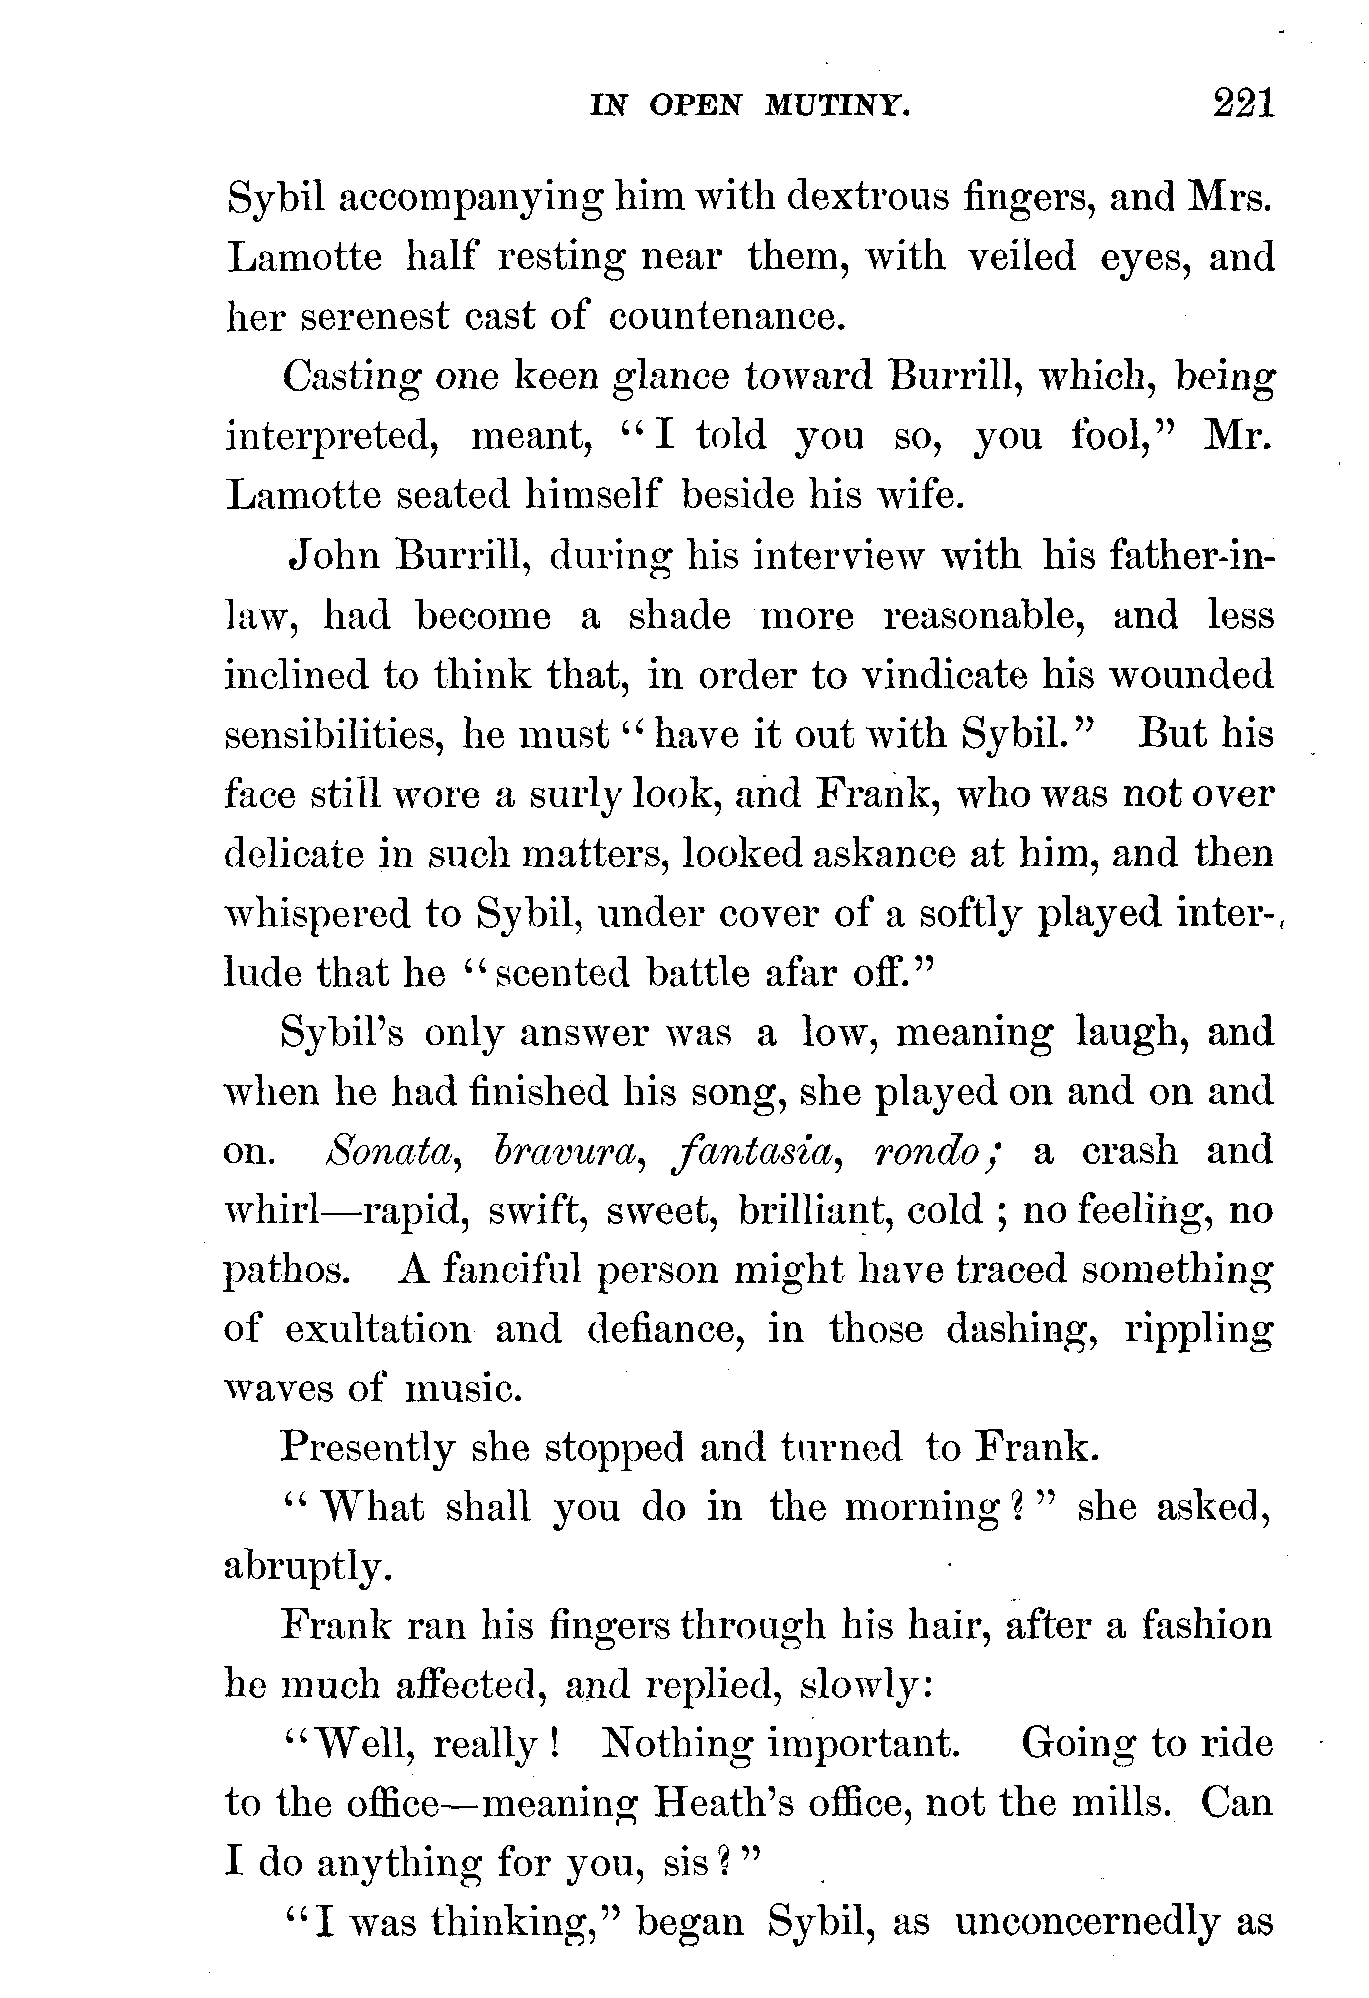 IN OPEN MUTINY. 221
Sybil accompanying him with dextrous fingers, and Mrs.
Lamotte half resting near them, with veiled eyes, and
her serenest cast of countenance.
Casting one keen glance toward Burrill, which, being
interpreted, meant, “I told you so, you fool,” Mr.
Lamotte seated himself beside his wife.
John Burrill, during his interview with his father-in-
law, had become a shade more reasonable, and less
inclined to think that, in order to vindicate his wounded
sensibilities, he must “have it out with Sybil.” But his
face still wore a surly look, and Frank, who was not over
delicate in such matters, looked askance at him, and then
whispered to Sybil, under cover of a softly played inter-
lude that he “scented battle afar off.”
Sybil’s only answer was a low, meaning laugh, and
when he had finished his song, she played on and on and
on. Sonata, bravura, fantasia, rondo; a crash and
whirl—rapid, swift, sweet, brilliant, cold ; no feeling, no
pathos. A fanciful person might have traced something
of exultation and defiance, in those dashing, rippling
waves of music.
Presently she stopped and turned to Frank.
“What shall you do in the morning?” she asked,
abruptly.
Frank ran his fingers through his hair, after a fashion
he much affected, and replied, slowly:
“Well, really! Nothing important. Going to ride
to the office—meaning Heath’s office, not the mills. Can
I do anything for you, sis?”
“I was thinking,” began Sybil, as unconcernedly as